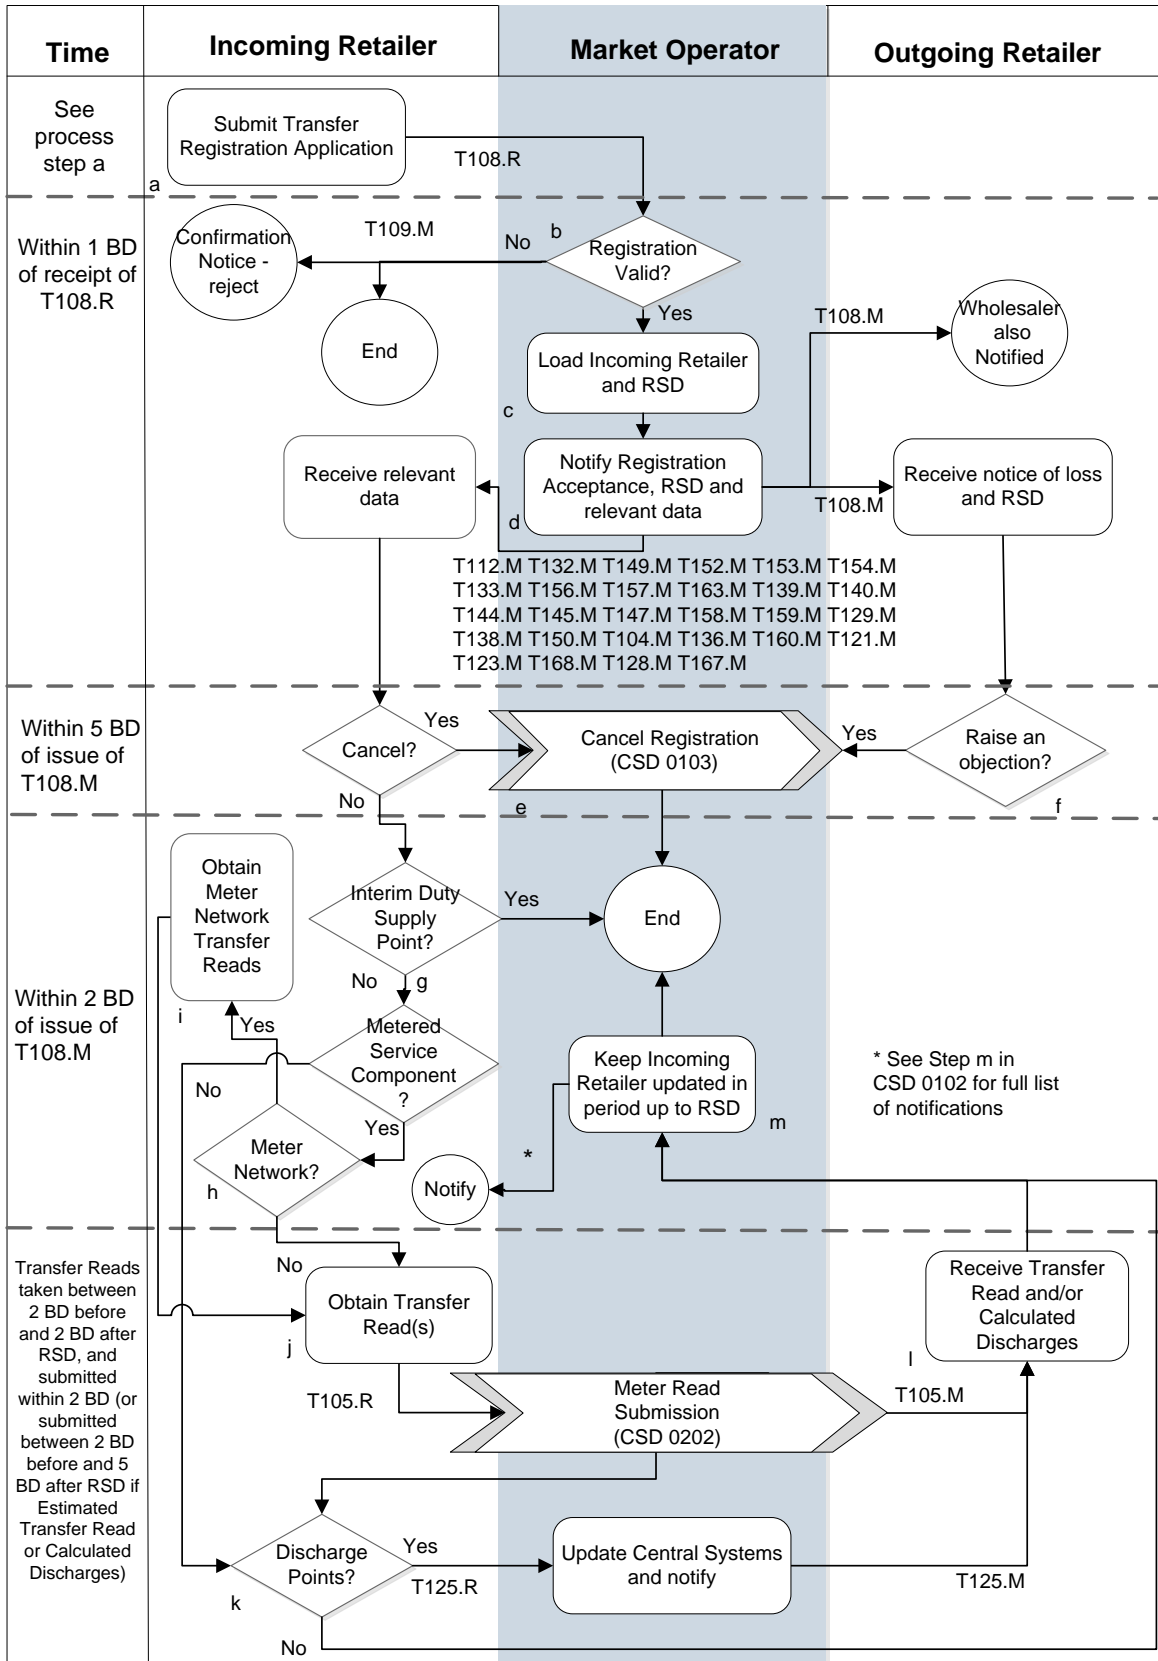 Time
Incoming Retailer
Market Operator
Outgoing Retailer
See
process
step a
Submit Transfer
Registration Application
T108.R
a
Within 1 BD
of receipt of
T108.R
Confirmation
Notice -
reject
T109.M
No
b
Registration
Valid?
End
Yes
T108.M
Wholesaler
also
Notified
Load Incoming Retailer
and RSD
c
Receive relevant
data
Notify Registration
Acceptance, RSD and
relevant data
d
T108.M
Receive notice of loss
and RSD
T112.M T132.M T149.M T152.M T153.M T154.M
T133.M T156.M T157.M T163.M T139.M T140.M
T144.M T145.M T147.M T158.M T159.M T129.M
T138.M T150.M T104.M T136.M T160.M T121.M
T123.M T168.M T128.M T167.M
Within 5 BD
of issue of
T108.M
Cancel?
Yes
Cancel Registration
(CSD 0103)
Yes
Raise an
objection?
No
e
f
Within 2 BD
of issue of
T108.M
Obtain
Meter
Network
Transfer
Reads
Interim Duty
Supply
Point?
Yes
End
No
g
i
Yes
Metered
Service
Component
?
No
Yes
Keep Incoming
Retailer updated in
period up to RSD
m
* See Step m in
CSD 0102 for full list
of notifications
Meter
Network?
h
*
Notify
Transfer Reads
taken between
2 BD before
and 2 BD after
RSD, and
submitted
within 2 BD (or
submitted
between 2 BD
before and 5
BD after RSD if
Estimated
Transfer Read
or Calculated
Discharges)
No
Obtain Transfer
Read(s)
j
Receive Transfer
Read and/or
Calculated
Discharges
l
T105.R
Meter Read
Submission
(CSD 0202)
T105.M
Discharge
Points?
k
Yes
T125.R
Update Central Systems
and notify
T125.M
No